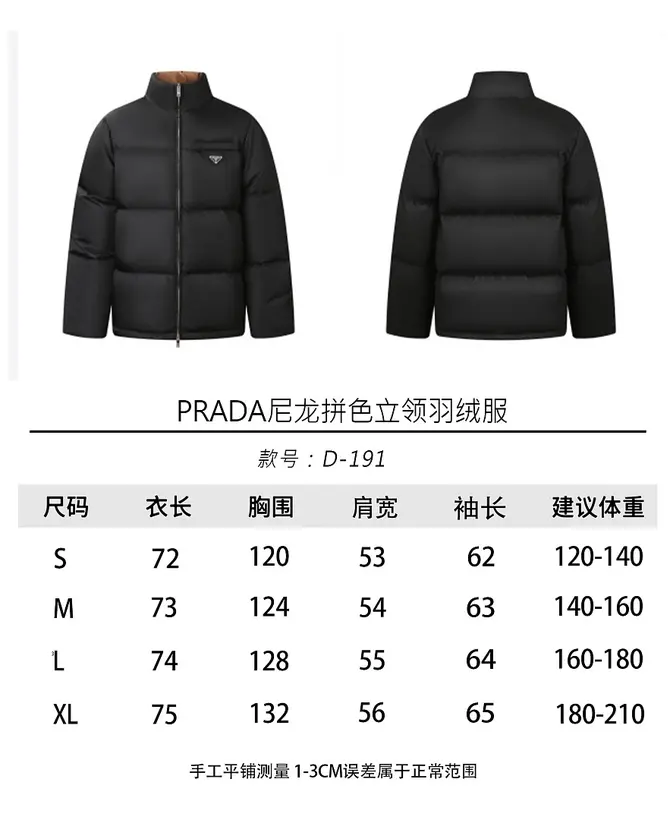 PRADA尼龙拼色立领羽绒服
款号：D-191
尺码 衣长 胸围 肩宽 袖长 建议体重
S 72 120 53 62 120-140
M 73 124 54 63 140-160
L 74 128 55 64 160-180
XL 75 132 56 65 180-210
手工平铺测量 1-3CM误差属于正常范围